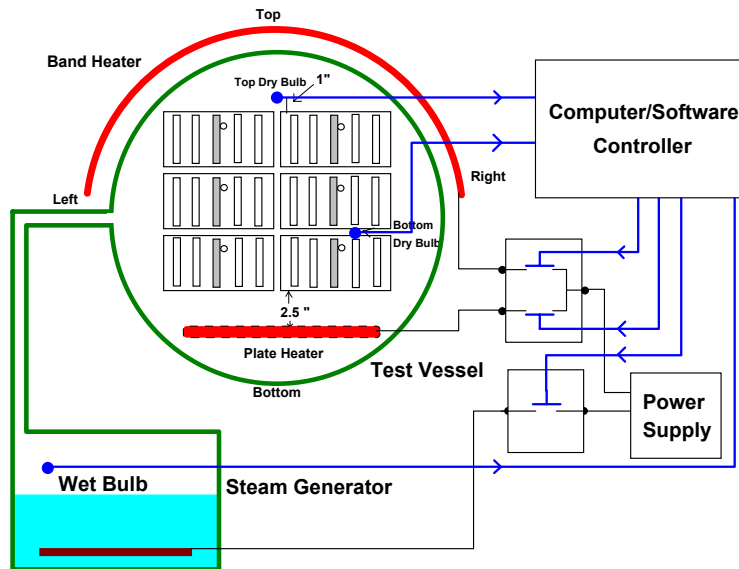 Top
Band Heater
Top Dry Bulb
1"
Computer/Software
Controller
Left
Right
Bottom
Dry Bulb
2.5 "
Plate Heater
Test Vessel
Bottom
Power
Supply
Wet Bulb
Steam Generator